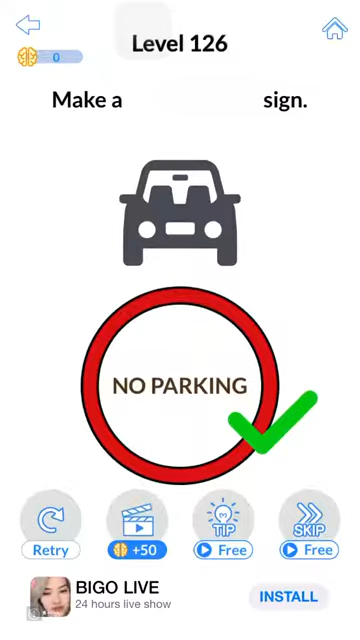 Level 126
0
Make a sign.
NO PARKING
TIP
SKIP
Retry
+50
Free
Free
BIGO LIVE
24 hours live show
INSTALL